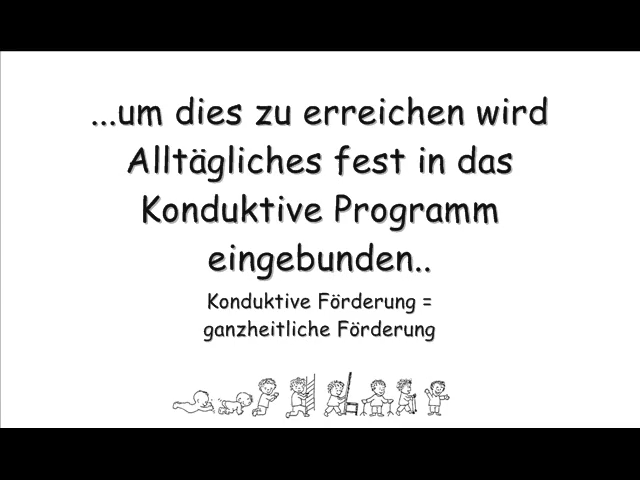 ...um dies zu erreichen wird
Alltägliches fest in das
Konduktive Programm
eingebunden..
Konduktive Förderung =
ganzheitliche Förderung